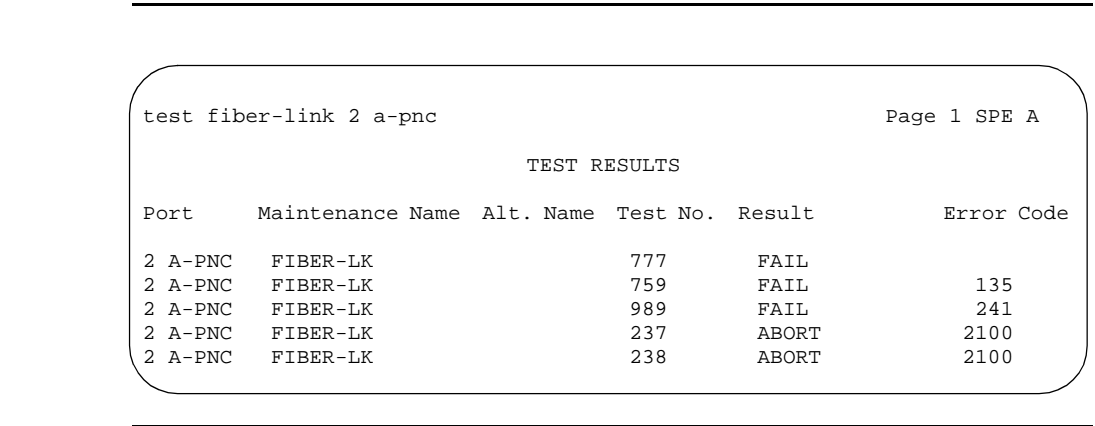 test fiber-link 2 a-pnc Page 1 SPE A
TEST RESULTS
Port Maintenance Name Alt. Name Test No. Result Error Code
2 A-PNC FIBER-LK 777 FAIL
2 A-PNC FIBER-LK 759 FAIL 135
2 A-PNC FIBER-LK 989 FAIL 241
2 A-PNC FIBER-LK 237 ABORT 2100
2 A-PNC FIBER-LK 238 ABORT 2100